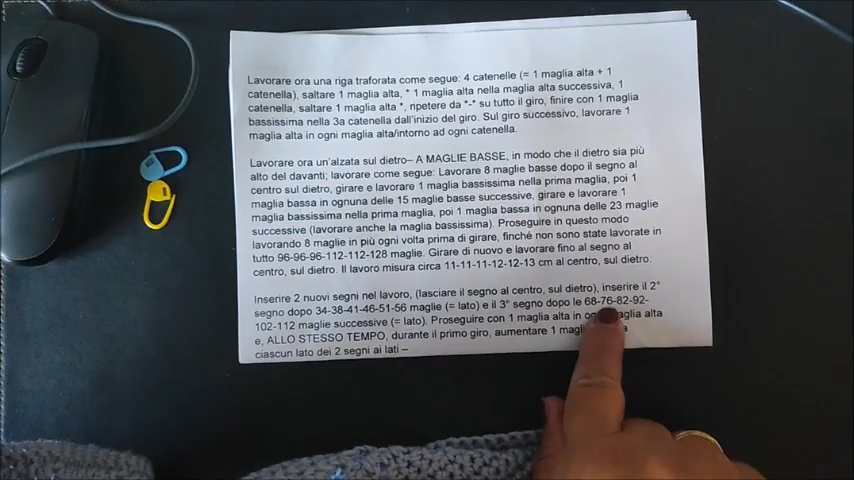 Lavorare ora una riga traforata come segue: 4 catenelle (= 1 maglia alta + 1
catenella), saltare 1 maglia alta, * 1 maglia alta nella maglia alta successiva, 1
catenella, saltare 1 maglia alta *, ripetere da *-* su tutto il giro, finire con 1 maglia
bassissima nella 3a catenella dall'inizio del giro. Sul giro successivo, lavorare 1
maglia alta in ogni maglia alta/intorno ad ogni catenella.
Lavorare ora un'alzata sul dietro– A MAGLIE BASSE, in modo che il dietro sia più
alto del davanti; lavorare come segue: Lavorare 8 maglie basse dopo il segno al
centro sul dietro, girare e lavorare 1 maglia bassissima nella prima maglia, poi 1
maglia bassa in ognuna delle 15 maglie basse successive, girare e lavorare 1
maglia bassissima nella prima maglia, poi 1 maglia bassa in ognuna delle 23 maglie
successive (lavorare anche la maglia bassissima). Proseguire in questo modo
lavorando 8 maglie in più ogni volta prima di girare, finché non sono state lavorate in
tutto 96-96-96-112-112-128 maglie. Girare di nuovo e lavorare fino al segno al
centro, sul dietro. Il lavoro misura circa 11-11-11-12-12-13 cm al centro, sul dietro.
Inserire 2 nuovi segni nel lavoro, (lasciare il segno al centro, sul dietro), inserire il 2°
segno dopo 34-38-41-46-51-56 maglie (= lato) e il 3° segno dopo le 68-76-82-92-
102-112 maglie successive (= lato). Proseguire con 1 maglia alta in maglia alta
e, ALLO STESSO TEMPO, durante il primo giro, aumentare 1
ciascun lato dei 2 segni ai lati –